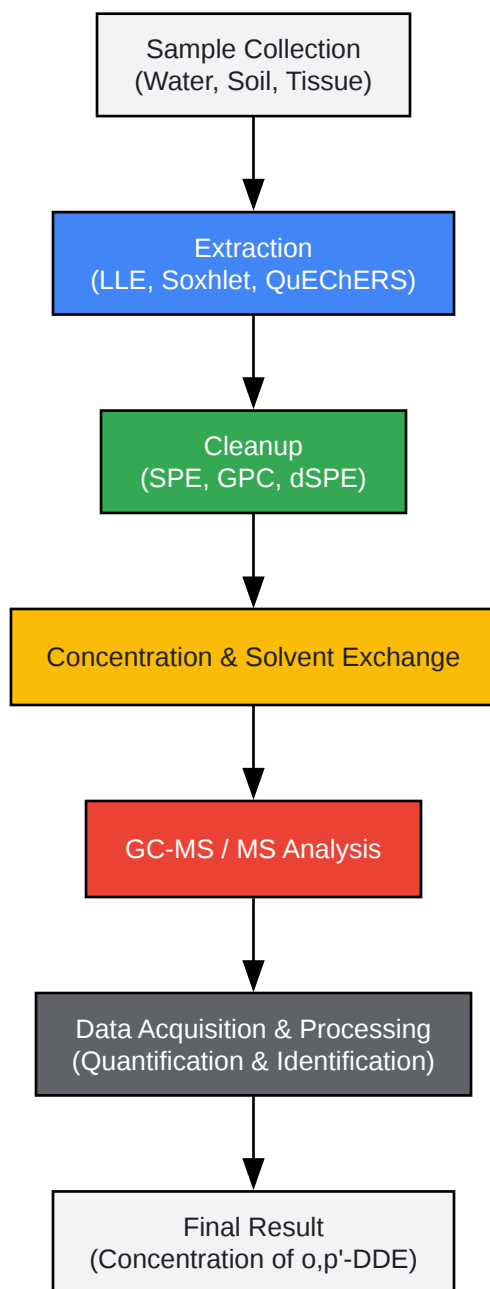 Sample Collection
(Water, Soil, Tissue)
Extraction
(LLE, Soxhlet, QuEChERS)
Cleanup
(SPE, GPC, dSPE)
Concentration & Solvent Exchange
GC-MS / MS Analysis
Data Acquisition & Processing
(Quantification & Identification)
Final Result
(Concentration of o,p'-DDE)